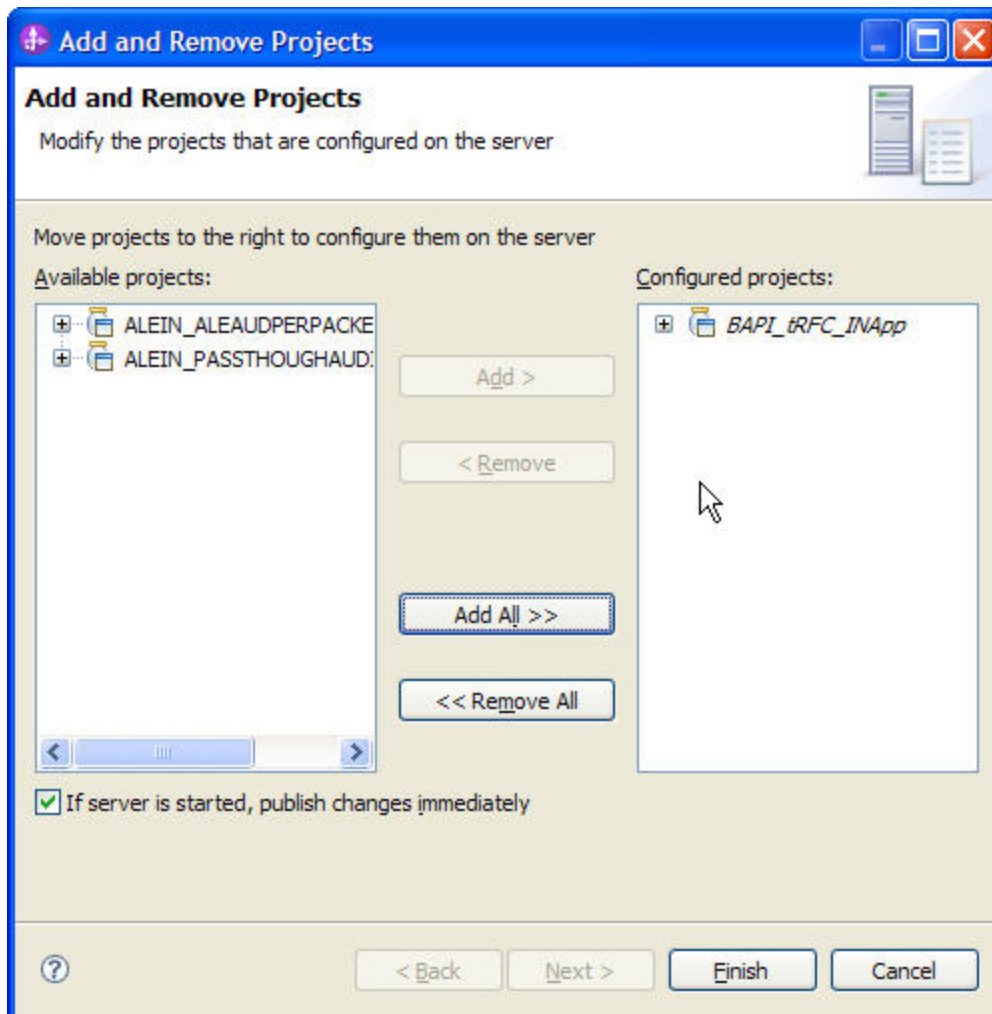 Add and Remove Projects
Add and Remove Projects
Modify the projects that are configured on the server
Move projects to the right to configure them on the server
Available projects:
Configured projects:
ALEIN_ALEAUDPERPACKE
ALEIN_PASSTHOUGHAUD
BAPI_tRFC_INApp
Add >
< Remove
Add All >>
<< Remove All
If server is started, publish changes immediately
?
< Back
Next >
Finish
Cancel